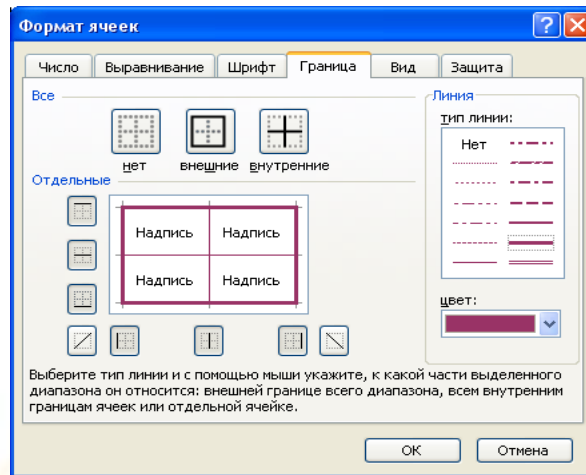 Формат ячеек
Число Выравнивание Шрифт Граница Вид Защита
Все
нет внешние внутренние
Отдельные
Надпись Надпись
Надпись Надпись
Линия
тип линии:
Нет
цвет:
Выберите тип линии и с помощью мыши укажите, к какой части выделенного
диапазона он относится: внешней границе всего диапазона, всем внутренним
границам ячеек или отдельной ячейке.
ОК Отмена